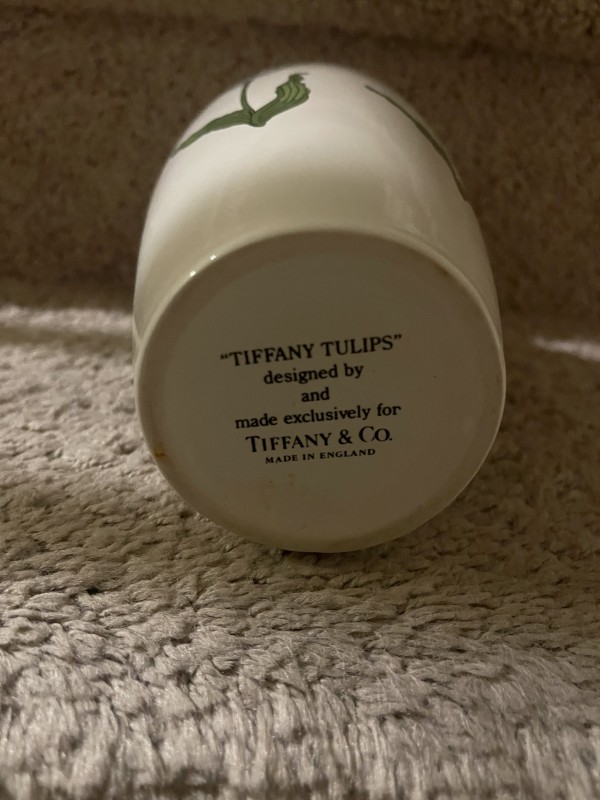 “TIFFANY TULIPS”
designed by
and
made exclusively for
TIFFANY & CO.
MADE IN ENGLAND